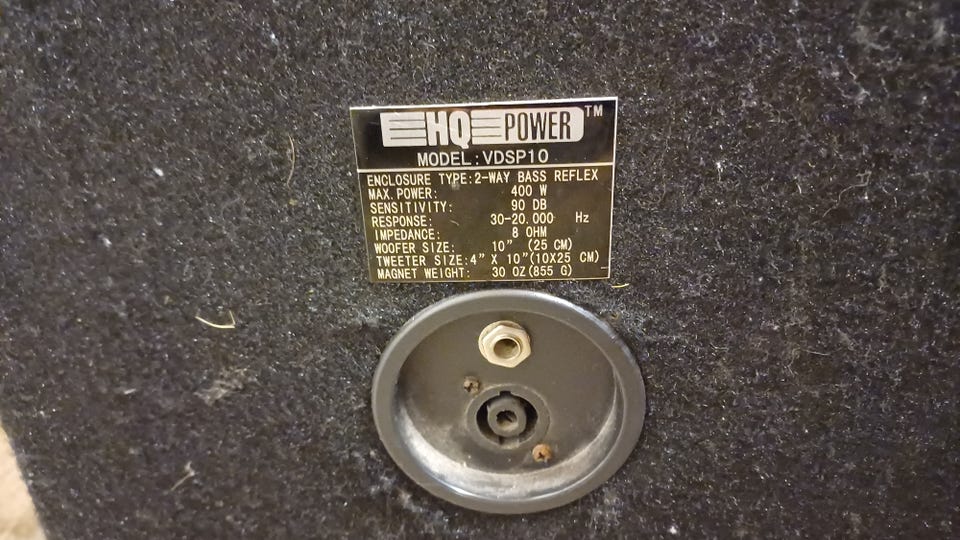 HQ POWER™
MODEL:VDSP10
ENCLOSURE TYPE:2-WAY BASS REFLEX
MAX.POWER: 400 W
SENSITIVITY: 90 DB
RESPONSE: 30-20.000 Hz
IMPEDANCE: 8 OHM
WOOFER SIZE: 10" (25 CM)
TWEETER SIZE:4" X 10"(10X25 CM)
MAGNET WEIGHT: 30 OZ(855 G)